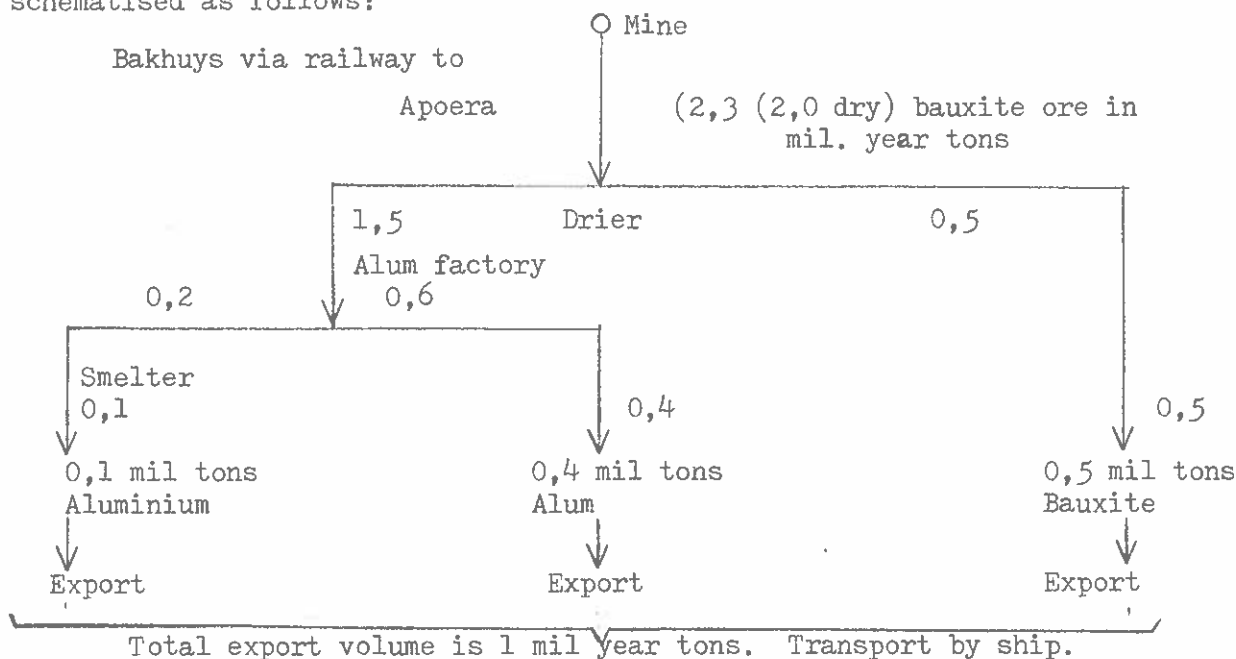 schematised as follows:
Mine
Bakhuys via railway to
Apoera
(2,3 (2,0 dry) bauxite ore in
mil. year tons
1,5 Drier 0,5
Alum factory
0,2 0,6
Smelter
0,1 0,4 0,5
0,1 mil tons 0,4 mil tons 0,5 mil tons
Aluminium Alum Bauxite
Export Export Export
Total export volume is 1 mil year tons. Transport by ship.